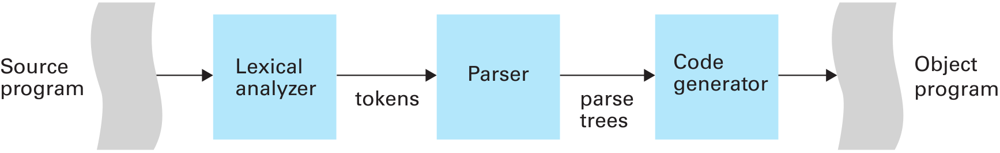 Source
program
Lexical
analyzer
tokens
Parser
parse
trees
Code
generator
Object
program